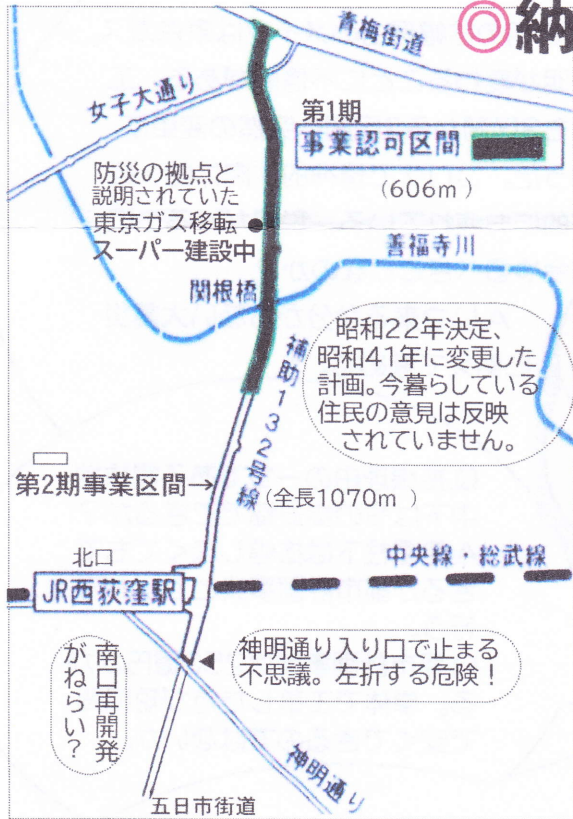 納
青梅街道
女子大通り
第1期
事業認可区間
(606m )
防災の拠点と
説明されていた
東京ガス移転
スーパー建設中
善福寺川
関根橋
昭和22年決定、
昭和41年に変更した
計画。今暮らしている
住民の意見は反映
されていません。
補助132号線
第2期事業区間→
(全長1070m )
北口
中央線・総武線
JR西荻窪駅
神明通り入り口で止まる
不思議。左折する危険!
南口再開発
がねらい?
神明通り
五日市街道